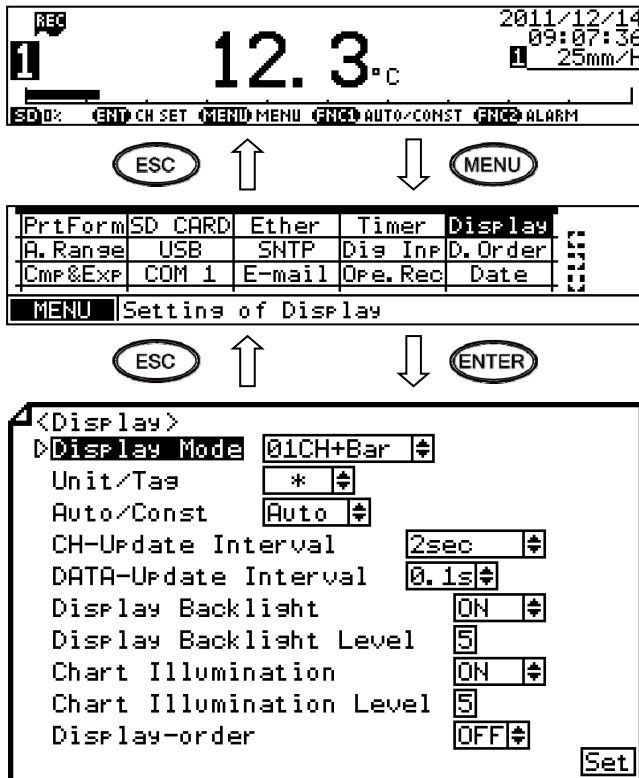 REC 2011/12/14
09:07:36
1 12.3°C 1 25mm/H
SD 0% ENT CH SET MENU MENU FNC1 AUTO/CONST FNC2 ALARM
ESC MENU
PrtForm SD CARD Ether Timer Display
A.Range USB SNTP Dig Inp D.Order
Cmp&Exp COM 1 E-mail Ope.Rec Date
MENU Setting of Display
ESC ENTER
<Display>
Display Mode 01CH+Bar
Unit/Tag *
Auto/Const Auto
CH-Update Interval 2sec
DATA-Update Interval 0.1s
Display Backlight ON
Display Backlight Level 5
Chart Illumination ON
Chart Illumination Level 5
Display-order OFF
Set